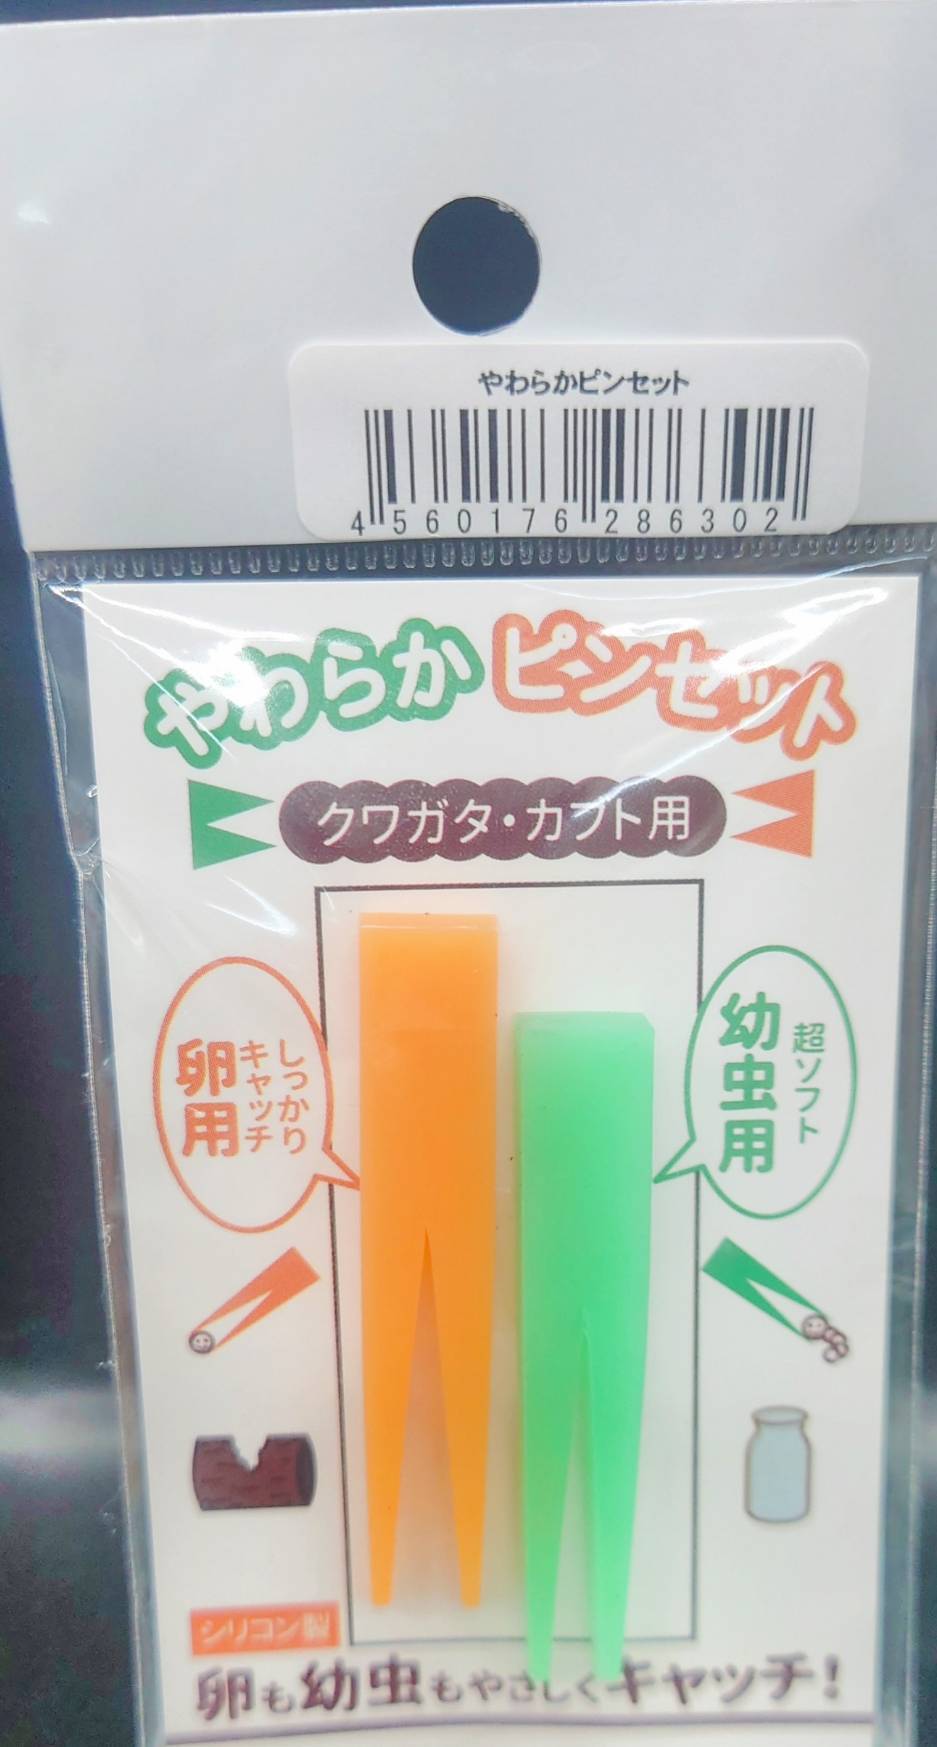 やわらかピンセット
4 560176 286302
やわらかピンセット
クワガタ・カブト用
しっかり
キャッチ
卵用
超ソフト
幼虫用
シリコン製
卵も幼虫もやさしくキャッチ!